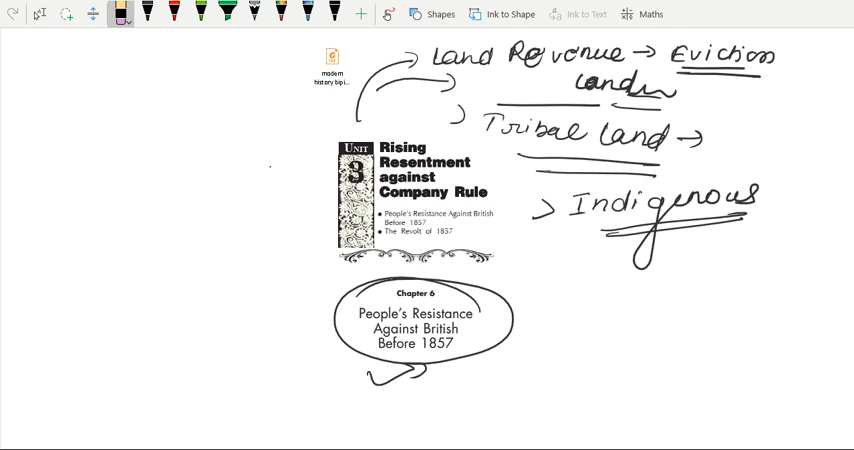 Shapes
Ink to Shape
Ink to Text
Maths
modern
history bipi...
Land Revenue → Eviction
Land
Tribal Land →
Indigenous
UNIT
3
Rising
Resentment
against
Company Rule
• People's Resistance Against British
Before 1857
• The Revolt of 1857
Chapter 6
People's Resistance
Against British
Before 1857